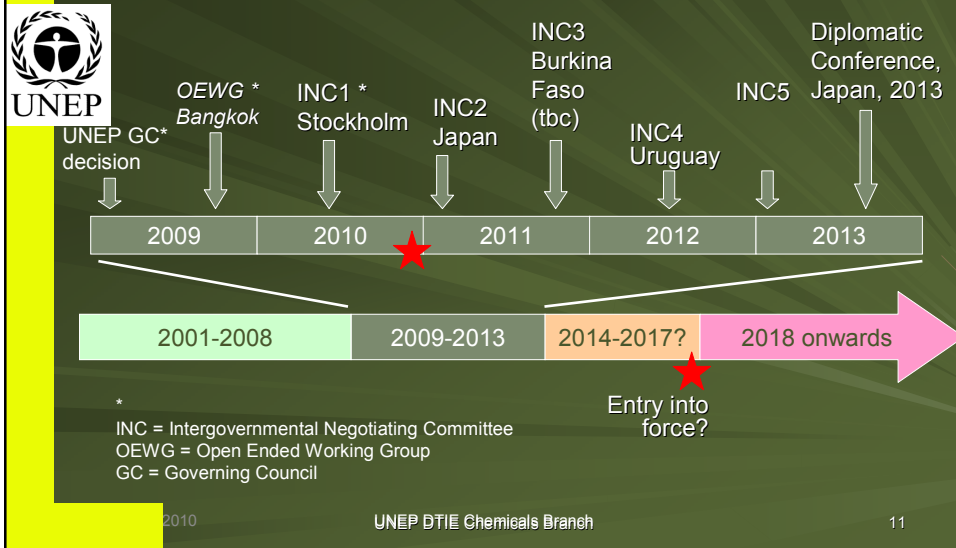 UNEP
UNEP GC*
decision
OEWG *
Bangkok
INC1 *
Stockholm
INC2
Japan
INC3
Burkina
Faso
(tbc)
INC4
Uruguay
INC5
Diplomatic
Conference,
Japan, 2013
2009 2010 2011 2012 2013
2001-2008 2009-2013 2014-2017? 2018 onwards
Entry into
force?
*
INC = Intergovernmental Negotiating Committee
OEWG = Open Ended Working Group
GC = Governing Council
2010 UNEP DTIE Chemicals Branch 11